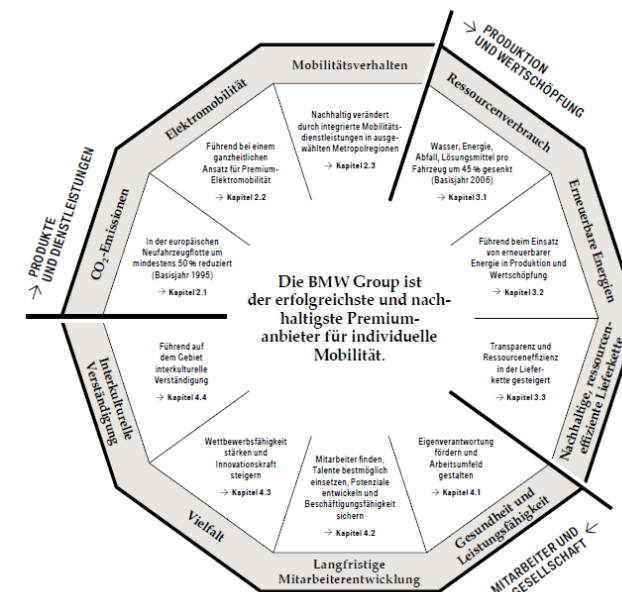 → PRODUKTE
UND DIENSTLEISTUNGEN
CO₂-Emissionen
In der europäischen
Neufahrzeugflotte um
mindestens 50 % reduziert
(Basisjahr 1995)
→ Kapitel 2.1
Elektromobilität
Führend bei einem
ganzheitlichen
Ansatz für Premium-
Elektromobilität
→ Kapitel 2.2
Mobilitätsverhalten
Nachhaltig verändert
durch integrierte Mobilitäts-
dienstleistungen in ausge-
wählten Metropolregionen
→ Kapitel 2.3
→ PRODUKTION
UND WERTSCHÖPFUNG
Ressourcenverbrauch
Wasser, Energie,
Abfall, Lösungsmittel pro
Fahrzeug um 45 % gesenkt
(Basisjahr 2006)
→ Kapitel 3.1
Erneuerbare Energien
Führend beim Einsatz
von erneuerbarer
Energie in Produktion und
Wertschöpfung
→ Kapitel 3.2
Nachhaltige, ressourcen-
effiziente Lieferkette
Transparenz und
Ressourceneffizienz
in der Liefer-
kette gesteigert
→ Kapitel 3.3
→ MITARBEITER UND
GESELLSCHAFT
Gesundheit und
Leistungsfähigkeit
Eigenverantwortung
fördern und
Arbeitsumfeld
gestalten
→ Kapitel 4.1
Langfristige
Mitarbeiterentwicklung
Mitarbeiter finden,
Talente bestmöglich
einsetzen, Potenziale
entwickeln und
Beschäftigungsfähigkeit
sichern
→ Kapitel 4.2
Vielfalt
Wettbewerbsfähigkeit
stärken und
Innovationskraft
steigern
→ Kapitel 4.3
Interkulturelle
Verständigung
Führend auf
dem Gebiet
interkulturelle
Verständigung
→ Kapitel 4.4
Die BMW Group ist
der erfolgreichste und nach-
haltigste Premium-
anbieter für individuelle
Mobilität.